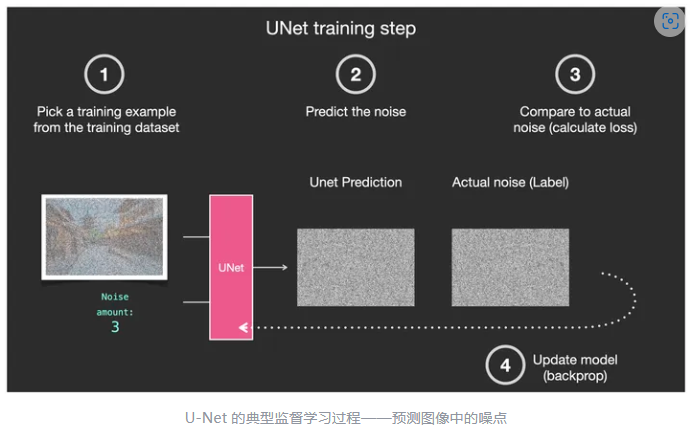 UNet training step
1
Pick a training example
from the training dataset
2
Predict the noise
3
Compare to actual
noise (calculate loss)
Unet Prediction
Actual noise (Label)
UNet
Noise
amount:
3
4
Update model
(backprop)
U-Net 的典型监督学习过程——预测图像中的噪点